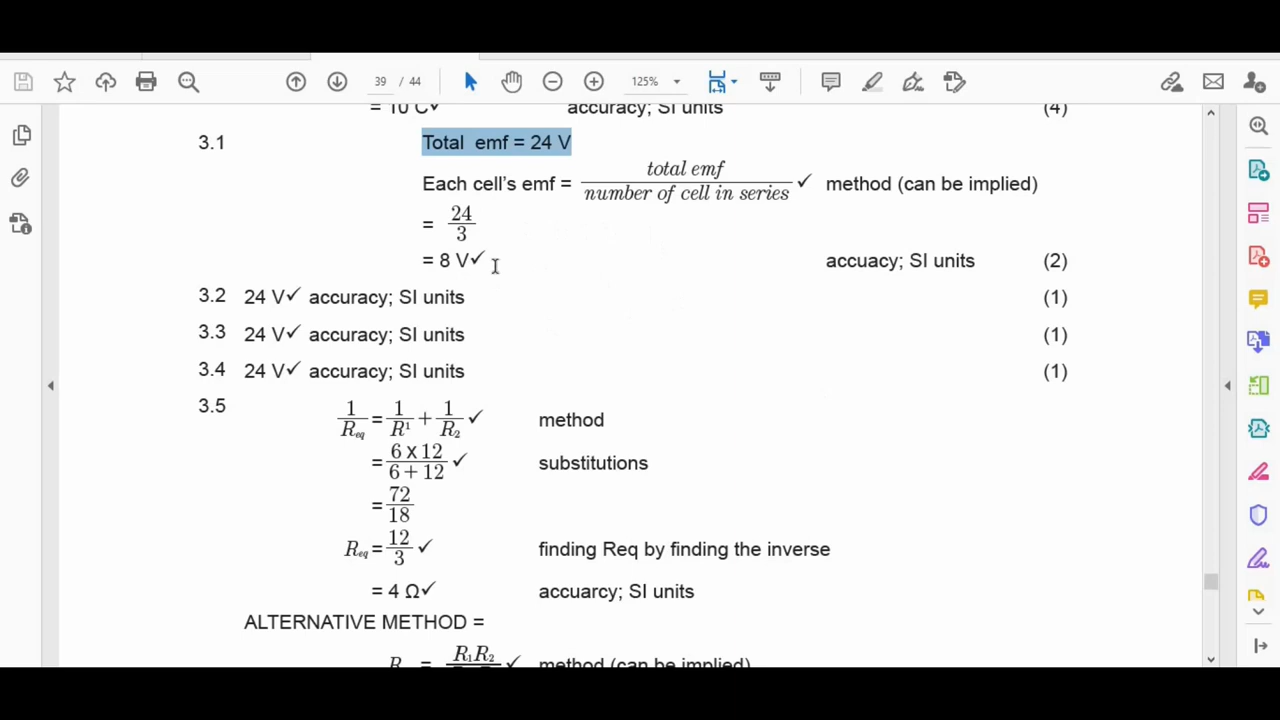 39 / 44
125%
= 10 C✓ accuracy; SI units (4)
3.1 Total emf = 24 V
Each cell's emf = total emf / number of cell in series ✓ method (can be implied)
= 24/3
= 8 V✓ accuacy; SI units (2)
3.2 24 V✓ accuracy; SI units (1)
3.3 24 V✓ accuracy; SI units (1)
3.4 24 V✓ accuracy; SI units (1)
3.5 1/Req = 1/R¹ + 1/R₂ ✓ method
= 6 x 12 / 6 + 12 ✓ substitutions
= 72/18
Req = 12/3 ✓ finding Req by finding the inverse
= 4 Ω✓ accuarcy; SI units
ALTERNATIVE METHOD =
R = R₁R₂ ✓ method (can be implied)